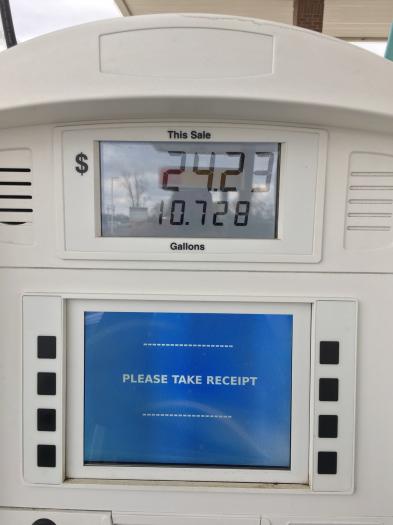 This Sale
$ 24.23
10.728
Gallons
--------------------
PLEASE TAKE RECEIPT
--------------------